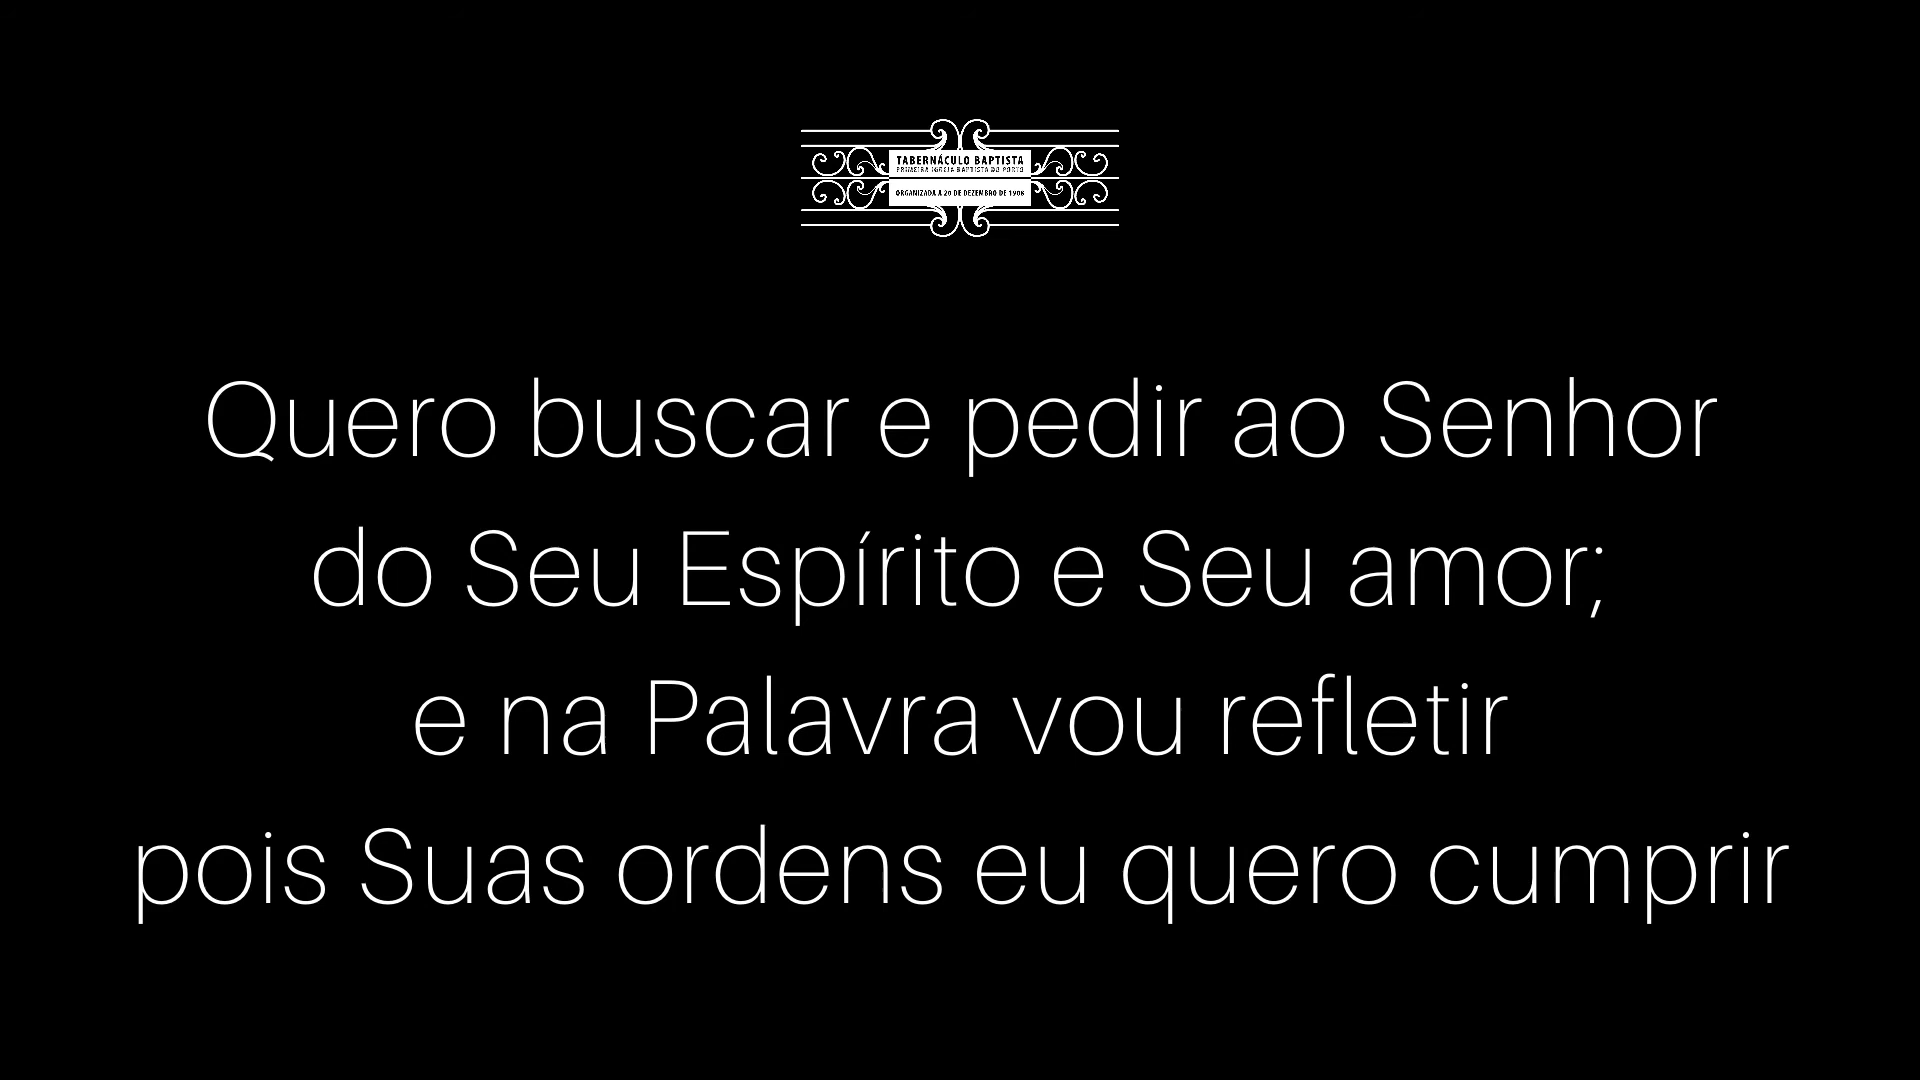 TABERNÁCULO BAPTISTA
PRIMEIRA IGREJA BAPTISTA DO PORTO
ORGANIZADA A 20 DE DEZEMBRO DE 1908
Quero buscar e pedir ao Senhor
do Seu Espírito e Seu amor;
e na Palavra vou refletir
pois Suas ordens eu quero cumprir